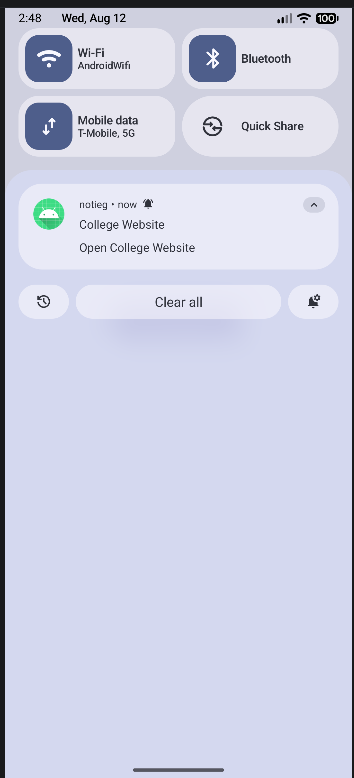 2:48 Wed, Aug 12 100
Wi-Fi
AndroidWifi
Bluetooth
Mobile data
T-Mobile, 5G
Quick Share
notieg • now
College Website
Open College Website
Clear all